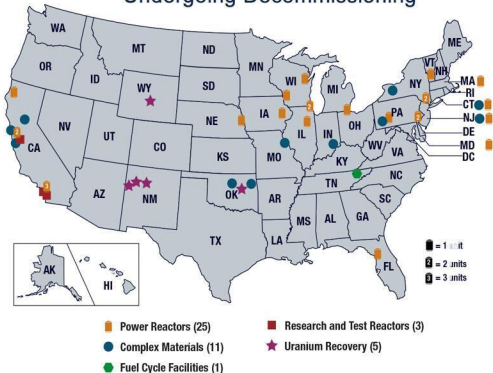 Undergoing Decommissioning
WA
OR
CA
ID
NV
MT
WY
UT
AZ
CO
NM
ND
SD
NE
KS
OK
TX
MN
IA
MO
AR
LA
WI
IL
MI
IN
OH
KY
TN
MS
AL
GA
FL
SC
NC
VA
WV
PA
NY
VT
NH
ME
MA
RI
CT
NJ
DE
MD
DC
AK
HI
2
2
2
3
3
= 1 unit
2 = 2 units
3 = 3 units
Power Reactors (25)
Research and Test Reactors (3)
Complex Materials (11)
Uranium Recovery (5)
Fuel Cycle Facilities (1)